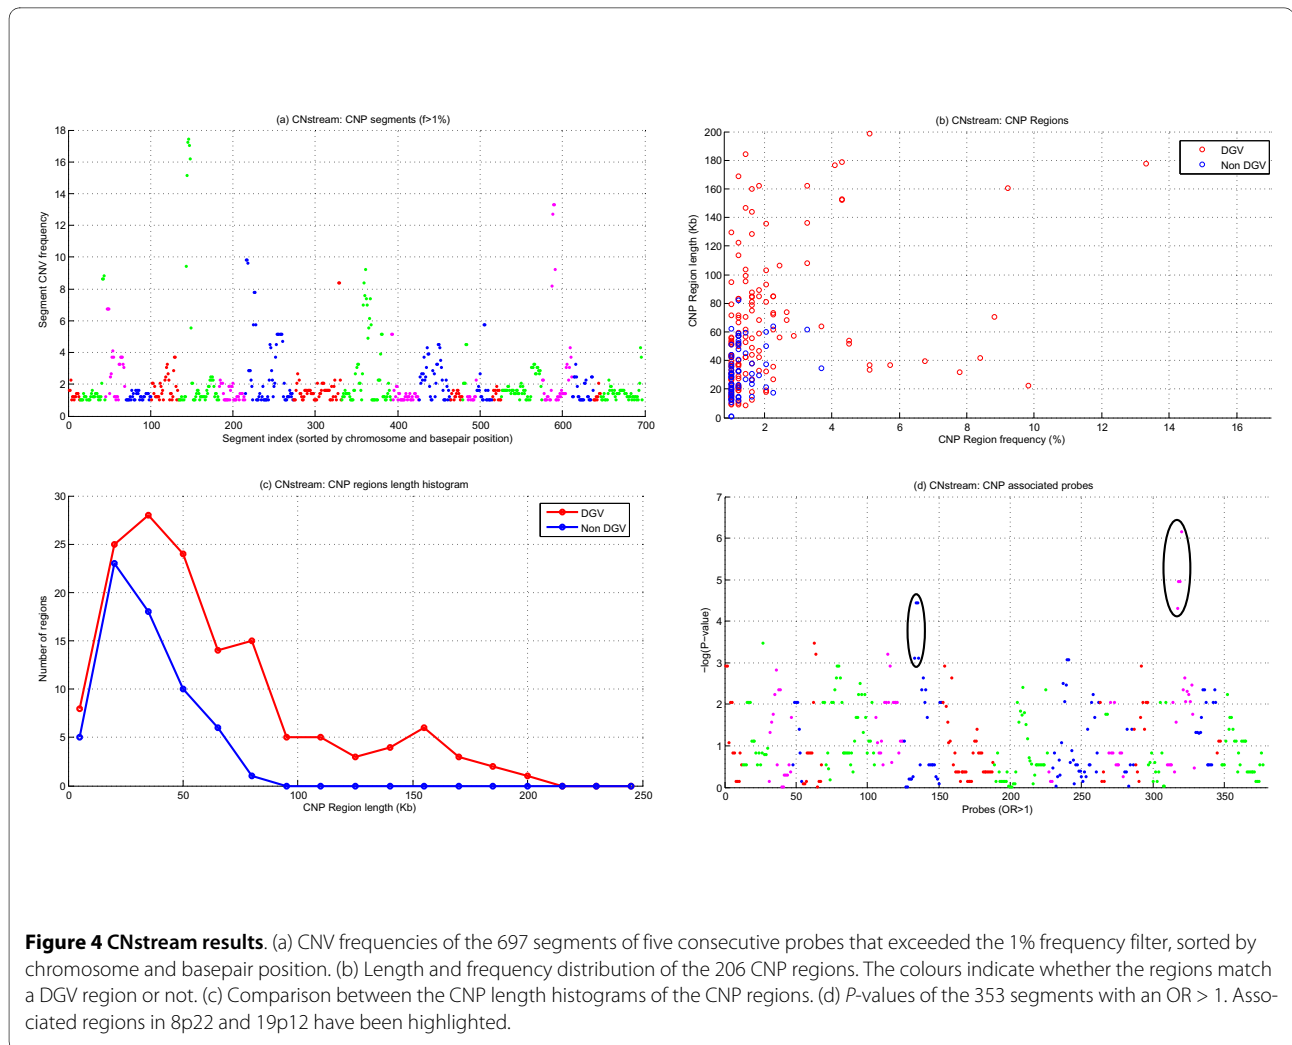 (a) CNstream: CNP segments (f>1%)
18
16
14
12
10
8
6
4
2
0
Segment CNV frequency
0 100 200 300 400 500 600 700
Segment index (sorted by chromosome and basepair position)
(b) CNstream: CNP Regions
200
180
160
140
120
100
80
60
40
20
0
CNP Region length (Kb)
DGV
Non DGV
2 4 6 8 10 12 14 16
CNP Region frequency (%)
(c) CNstream: CNP regions length histogram
30
25
20
15
10
5
0
Number of regions
DGV
Non DGV
0 50 100 150 200 250
CNP Region length (Kb)
(d) CNstream: CNP associated probes
7
6
5
4
3
2
1
0
−log(P−value)
0 50 100 150 200 250 300 350
Probes (OR>1)
Figure 4 CNstream results. (a) CNV frequencies of the 697 segments of five consecutive probes that exceeded the 1% frequency filter, sorted by
chromosome and basepair position. (b) Length and frequency distribution of the 206 CNP regions. The colours indicate whether the regions match
a DGV region or not. (c) Comparison between the CNP length histograms of the CNP regions. (d) P-values of the 353 segments with an OR > 1. Asso-
ciated regions in 8p22 and 19p12 have been highlighted.